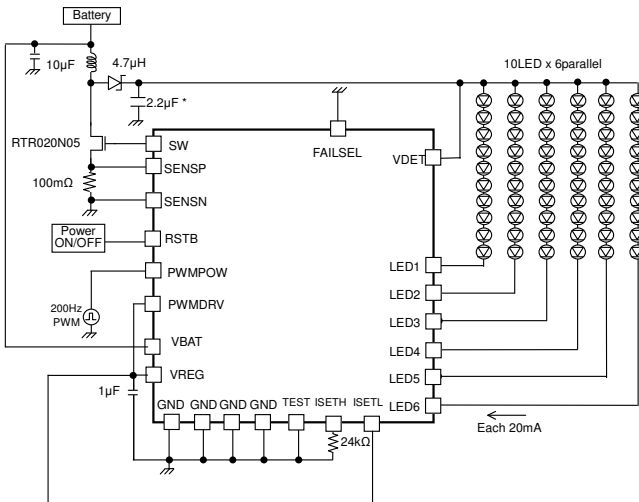 Battery
10µF
4.7µH
2.2µF *
10LED x 6parallel
RTR020N05
SW
FAILSEL
VDET
SENSP
100mΩ
SENSN
Power
ON/OFF
RSTB
PWMPOW
LED1
200Hz
PWM
PWMDRV
LED2
LED3
VBAT
LED4
VREG
LED5
1µF
GND
GND
GND
GND
TEST
ISETH
ISETL
LED6
24kΩ
Each 20mA